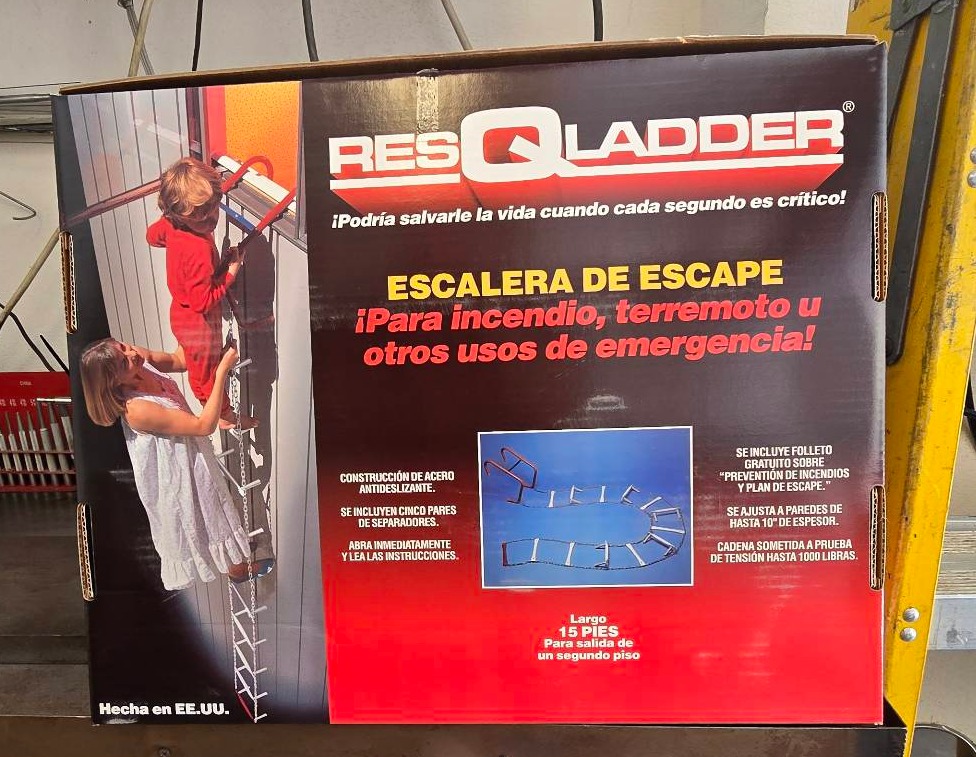 RESQLADDER®
¡Podría salvarle la vida cuando cada segundo es crítico!
ESCALERA DE ESCAPE
¡Para incendio, terremoto u
otros usos de emergencia!
CONSTRUCCIÓN DE ACERO
ANTIDESLIZANTE.
SE INCLUYEN CINCO PARES
DE SEPARADORES.
ABRA INMEDIATAMENTE
Y LEA LAS INSTRUCCIONES.
SE INCLUYE FOLLETO
GRATUITO SOBRE
“PREVENTIÓN DE INCENDIOS
Y PLAN DE ESCAPE.”
SE AJUSTA A PAREDES DE
HASTA 10" DE ESPESOR.
CADENA SOMETIDA A PRUEBA
DE TENSIÓN HASTA 1000 LIBRAS.
Largo
15 PIES
Para salida de
un segundo piso
Hecha en EE.UU.